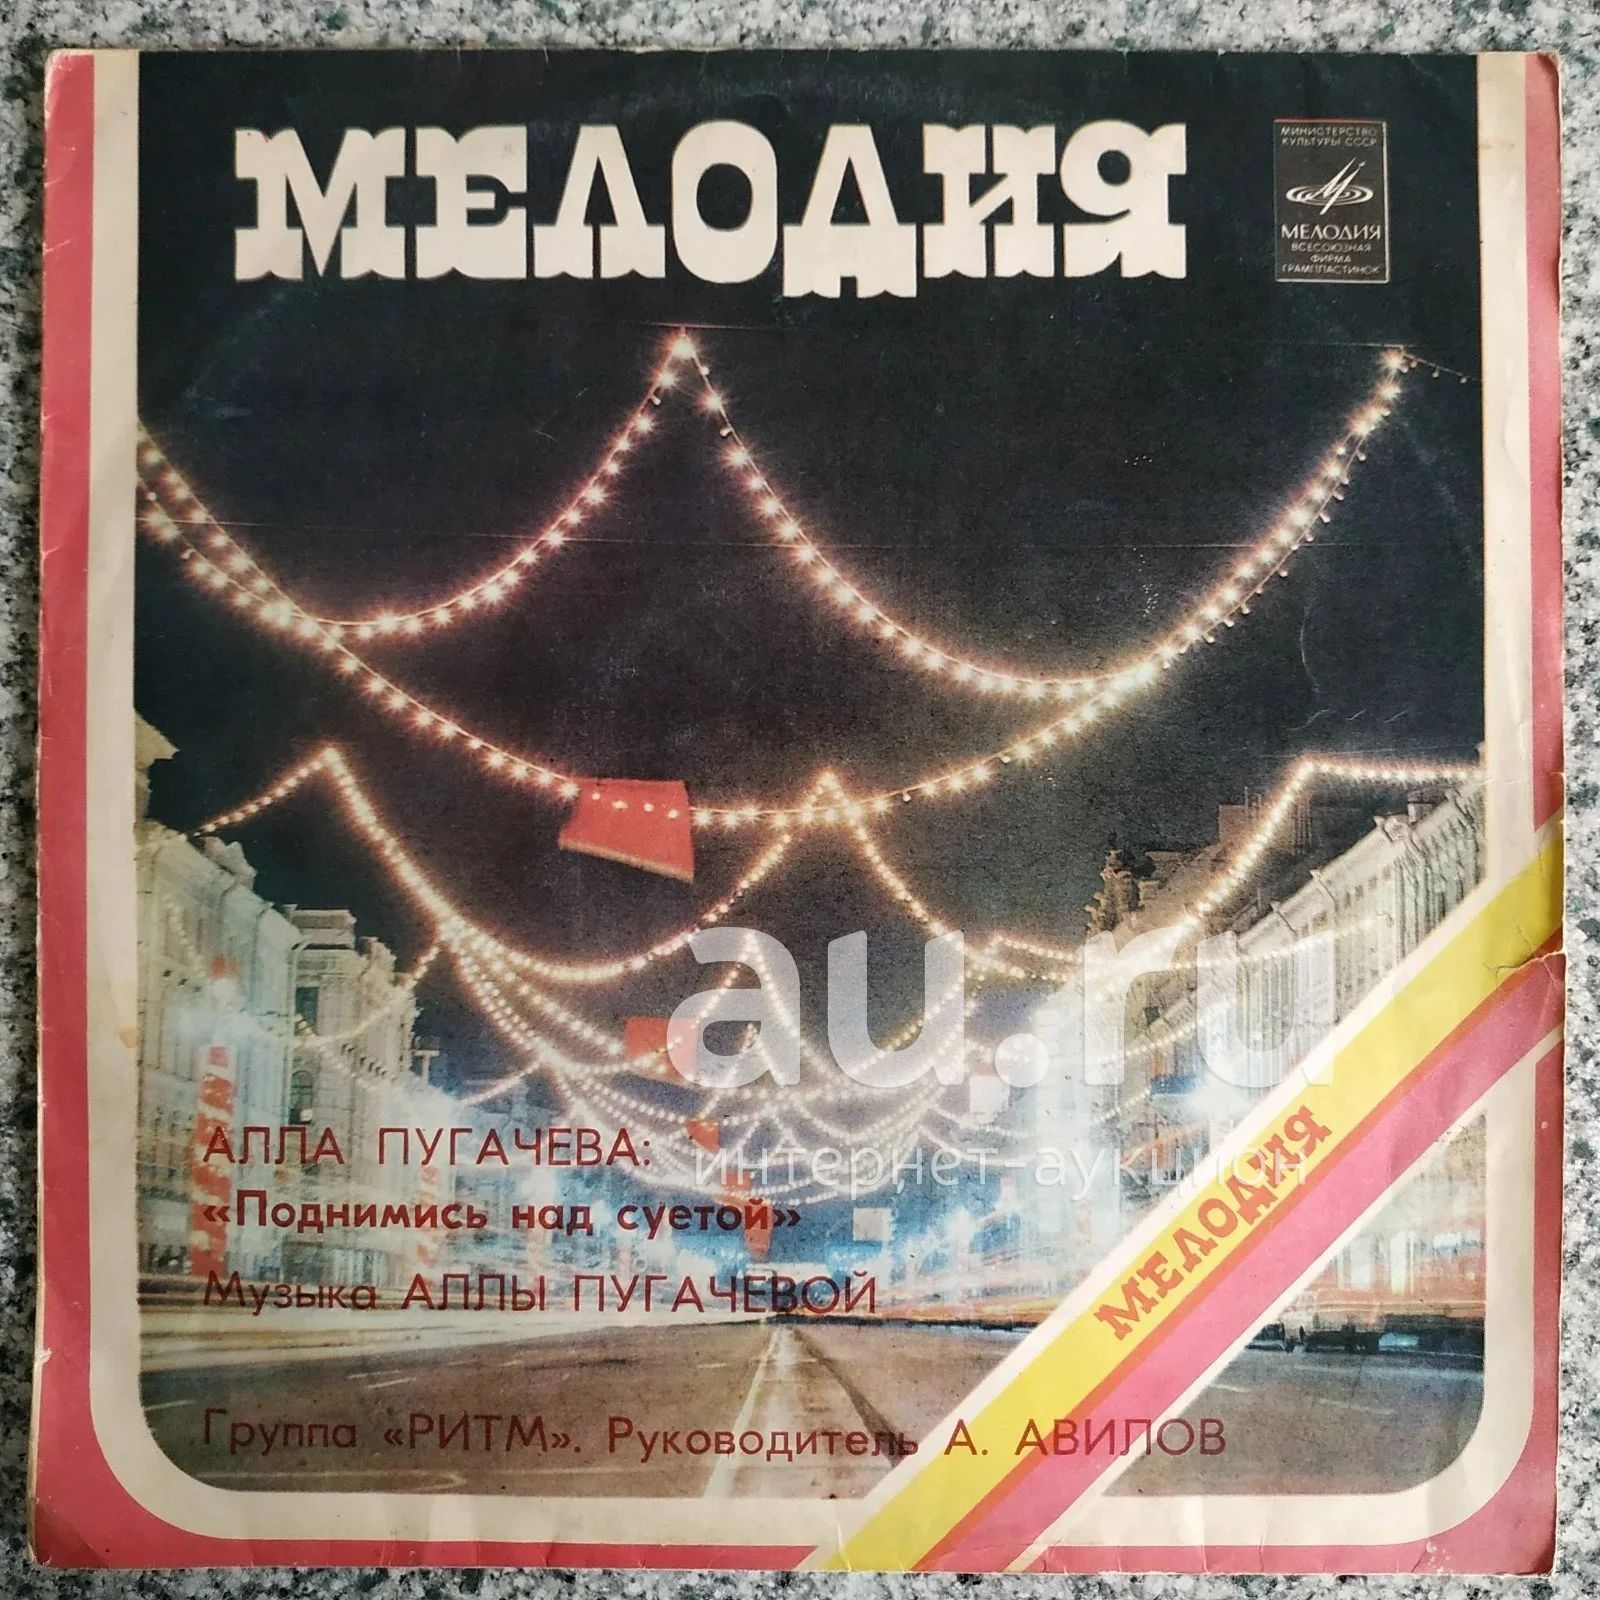 МЕЛОДИЯ
МИНИСТЕРСТВО
КУЛЬТУРЫ СССР
МЕЛОДИЯ
ВСЕСОЮЗНАЯ
ФИРМА
ГРАМПЛАСТИНОК
au.ru
интернет-аукцион
АЛЛА ПУГАЧЕВА:
«Поднимись над суетой»
Музыка АЛЛЫ ПУГАЧЕВОЙ
МЕЛОДИЯ
Группа «РИТМ». Руководитель А. АВИЛОВ